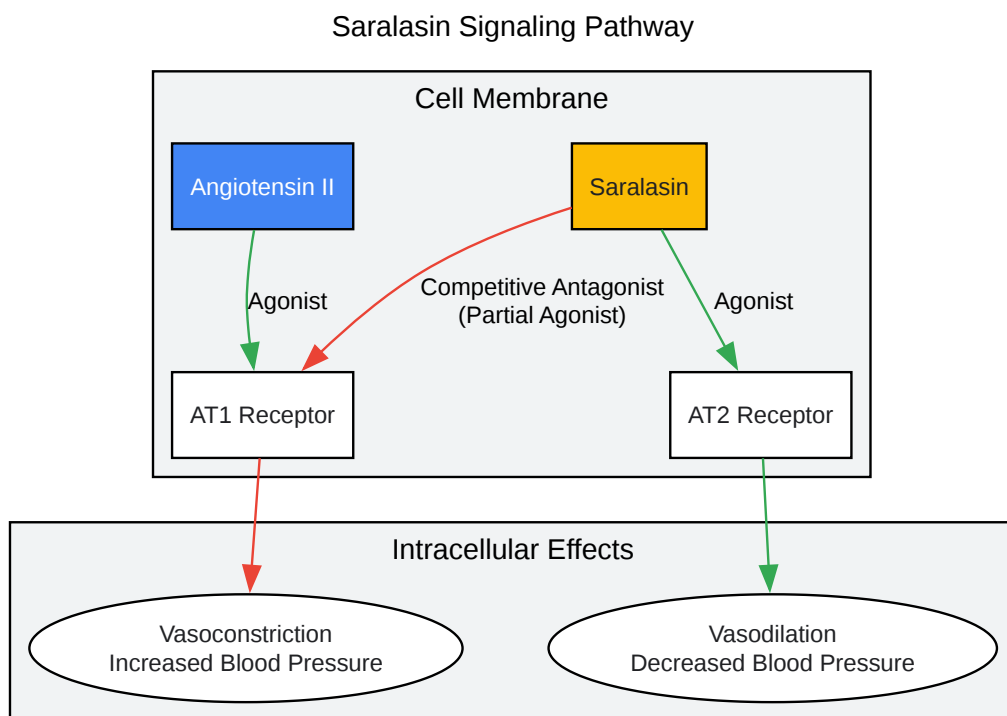 Saralasin Signaling Pathway
Cell Membrane
Angiotensin II
Saralasin
Agonist
Competitive Antagonist
(Partial Agonist)
Agonist
AT1 Receptor
AT2 Receptor
Intracellular Effects
Vasoconstriction
Increased Blood Pressure
Vasodilation
Decreased Blood Pressure